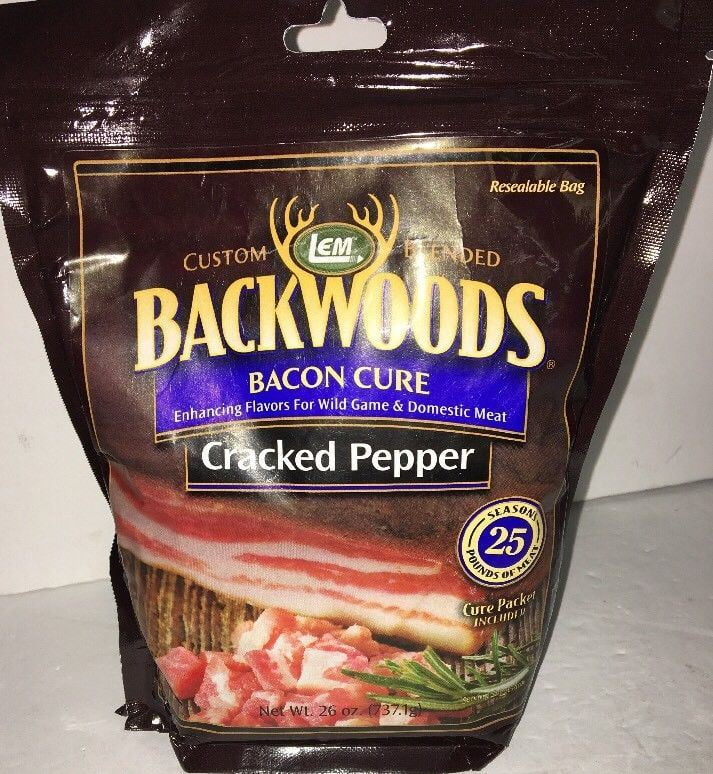 Resealable Bag
LEM
CUSTOM BLENDED
BACKWOODS®
BACON CURE
Enhancing Flavors For Wild Game & Domestic Meat
Cracked Pepper
SEASONS
25
POUNDS OF MEAT
Cure Packet
INCLUDED
Net Wt. 26 oz. (737.1g)